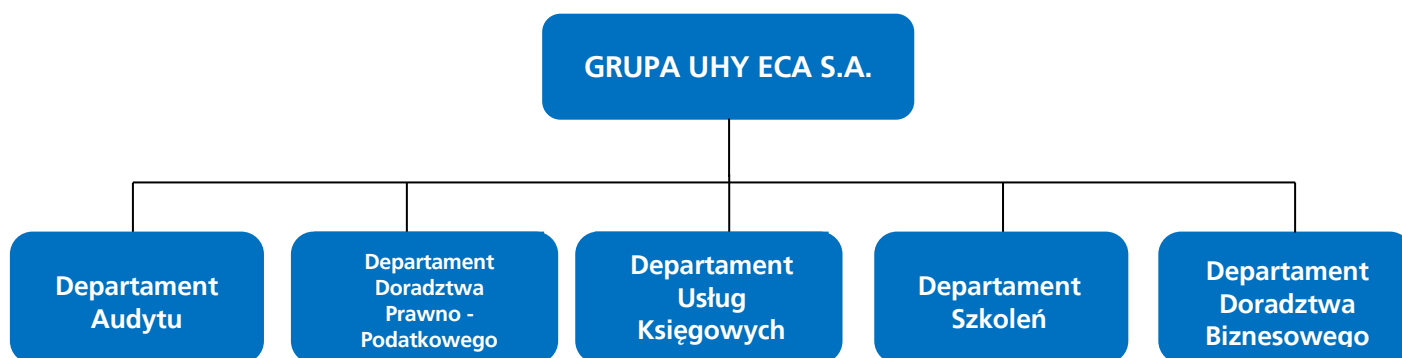 GRUPA UHY ECA S.A.
Departament
Audytu
Departament
Doradztwa
Prawno -
Podatkowego
Departament
Usług
Księgowych
Departament
Szkoleń
Departament
Doradztwa
Biznesowego